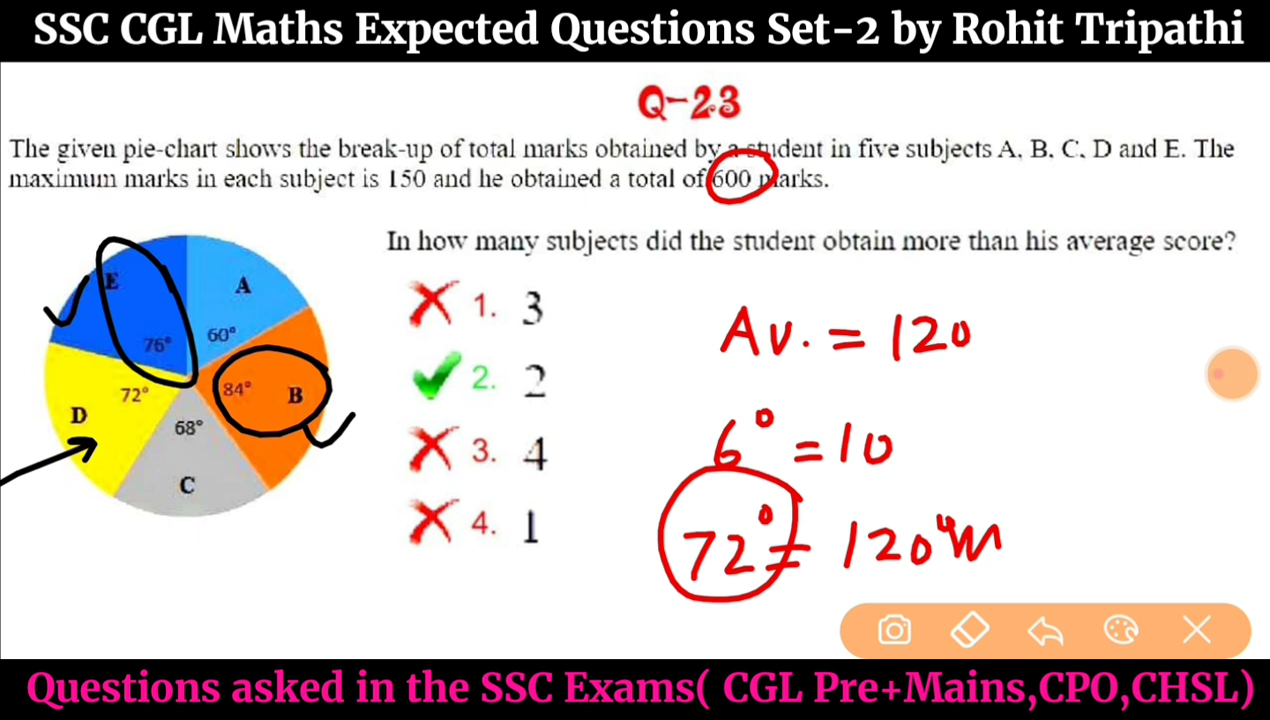 SSC CGL Maths Expected Questions Set-2 by Rohit Tripathi
Q-23
The given pie-chart shows the break-up of total marks obtained by a student in five subjects A, B, C, D and E. The
maximum marks in each subject is 150 and he obtained a total of 600 marks.
In how many subjects did the student obtain more than his average score?
E
A
76°
60°
72°
84°
B
D
68°
C
1. 3
2. 2
3. 4
4. 1
Av. = 120
6° = 10
72° = 120
Questions asked in the SSC Exams( CGL Pre+Mains,CPO,CHSL)